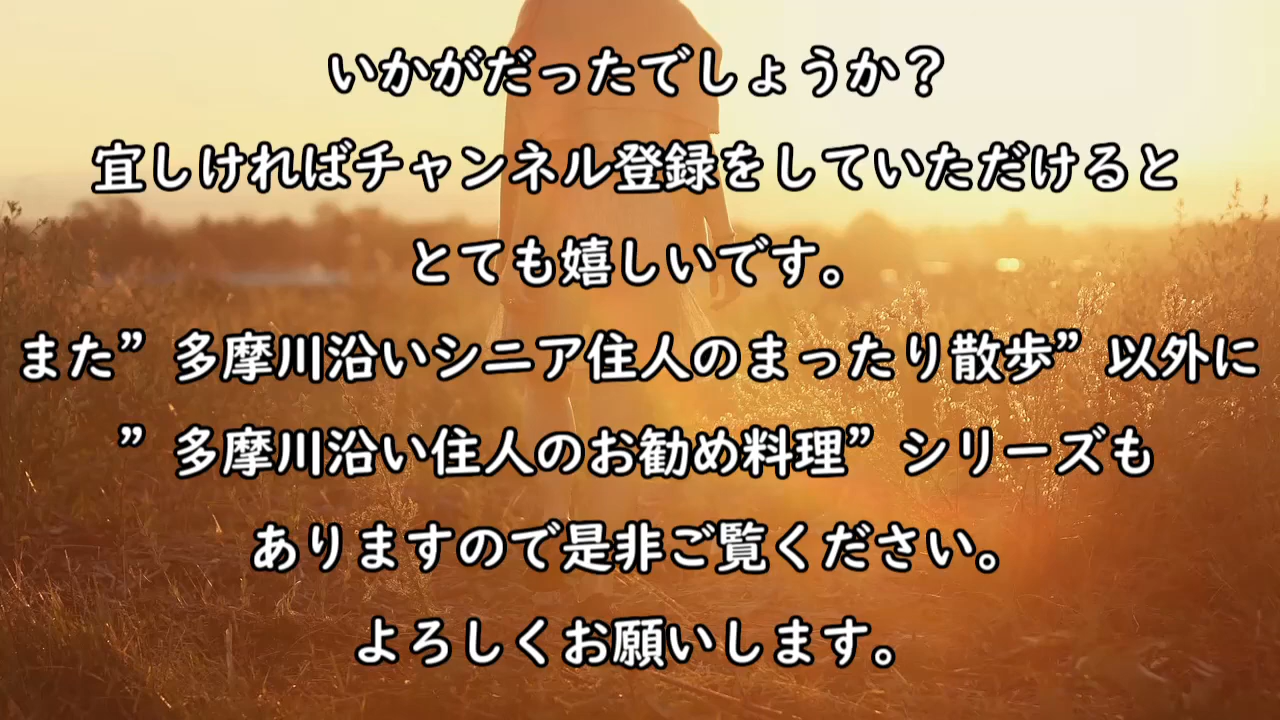 いかがだったでしょうか？
宜しければチャンネル登録をしていただけると
とても嬉しいです。
また”多摩川沿いシニア住人のまったり散歩”以外に
”多摩川沿い住人のお勧め料理”シリーズも
ありますので是非ご覧ください。
よろしくお願いします。